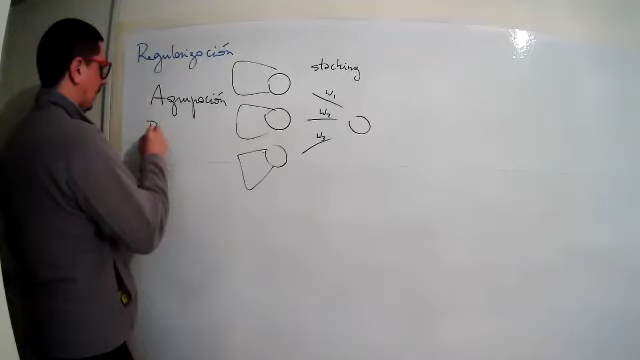 Regularización
stacking
Agrupación
w₁
w₂
w₃